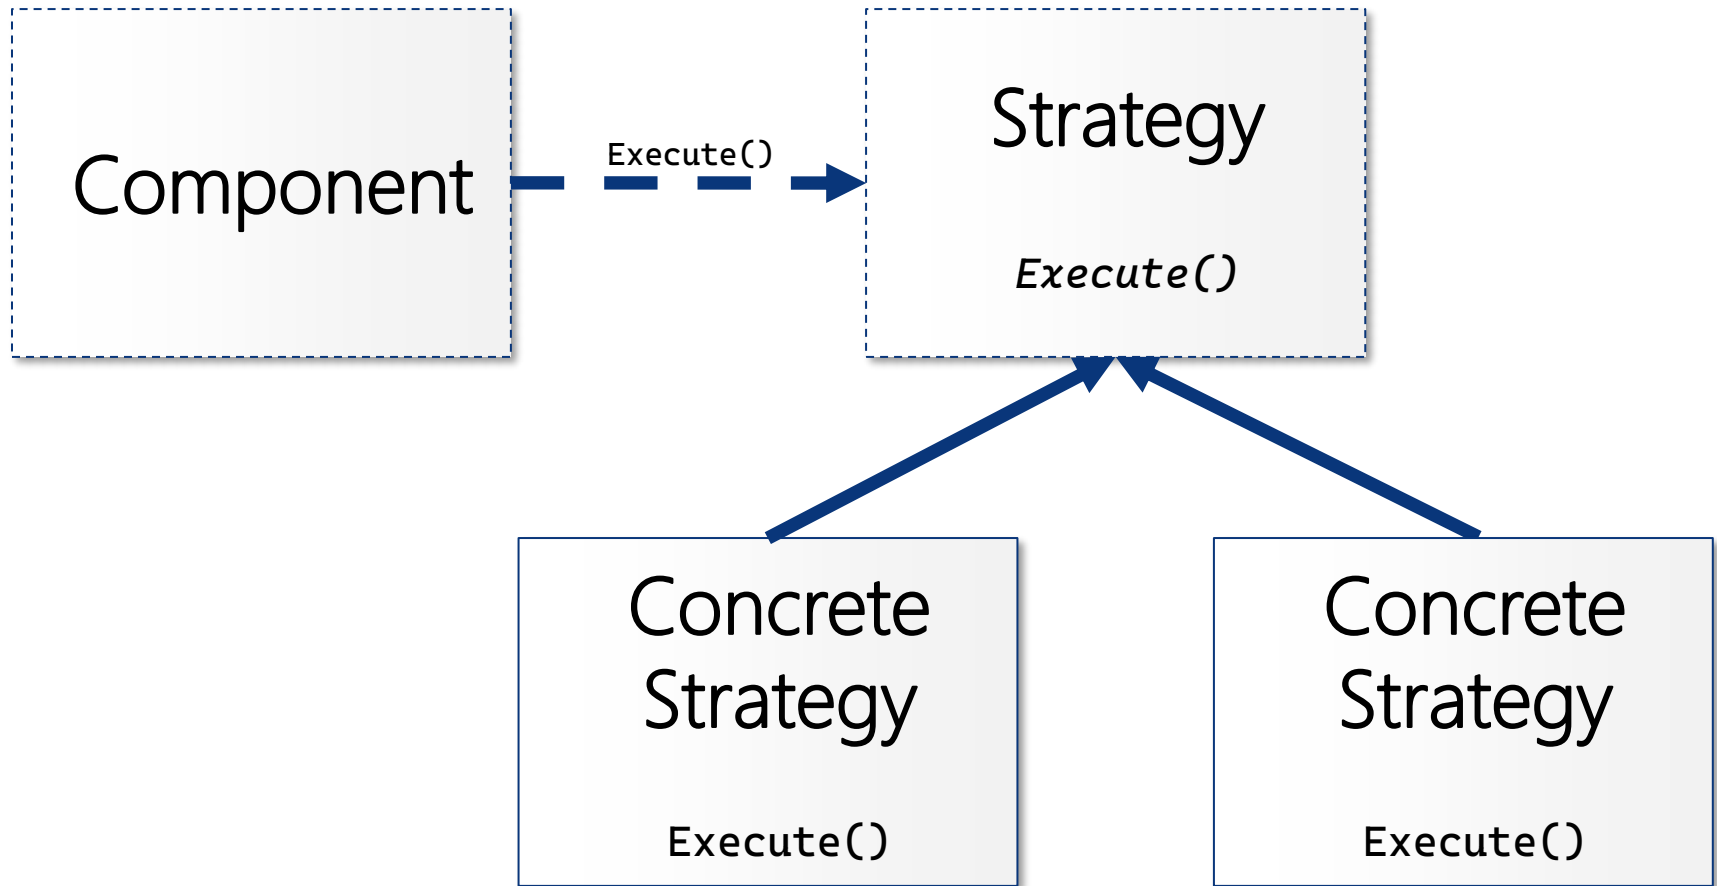 Component
Execute()
Strategy
Execute()
Concrete
Strategy
Execute()
Concrete
Strategy
Execute()